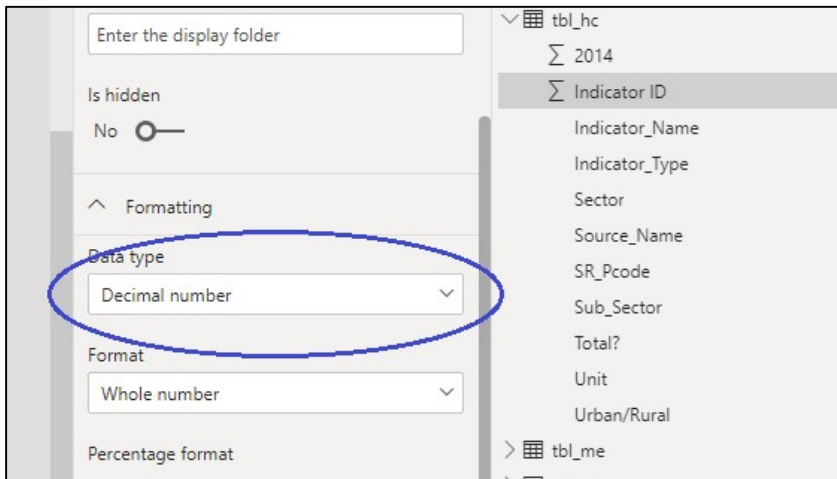 Enter the display folder
Is hidden
No
Formatting
Data type
Decimal number
Format
Whole number
Percentage format
tbl_hc
∑ 2014
∑ Indicator ID
Indicator_Name
Indicator_Type
Sector
Source_Name
SR_Pcode
Sub_Sector
Total?
Unit
Urban/Rural
tbl_me